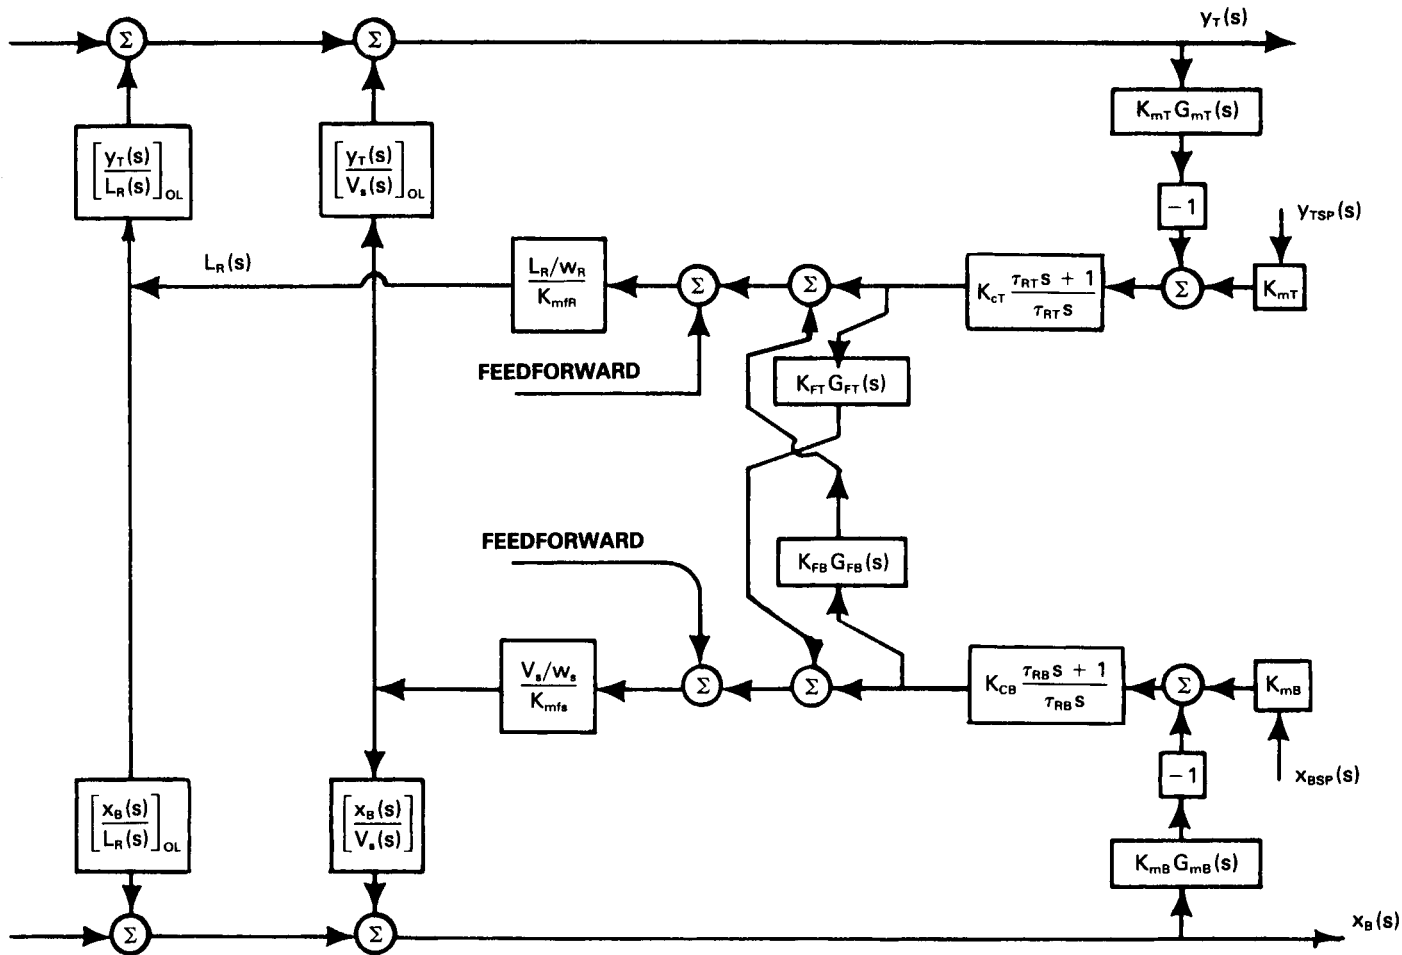 Σ
Σ
y_T(s)
K_mT G_mT(s)
[y_T(s) / L_R(s)]_OL
[y_T(s) / V_s(s)]_OL
−1
y_TSP(s)
L_R(s)
L_R/w_R
K_mfR
Σ
Σ
K_cT (τ_RT s + 1) / (τ_RT s)
Σ
K_mT
FEEDFORWARD
K_FT G_FT(s)
FEEDFORWARD
K_FB G_FB(s)
V_s/w_s
K_mfs
Σ
Σ
K_CB (τ_RB s + 1) / (τ_RB s)
Σ
K_mB
−1
x_BSP(s)
[x_B(s) / L_R(s)]_OL
[x_B(s) / V_s(s)]
K_mB G_mB(s)
Σ
Σ
x_B(s)